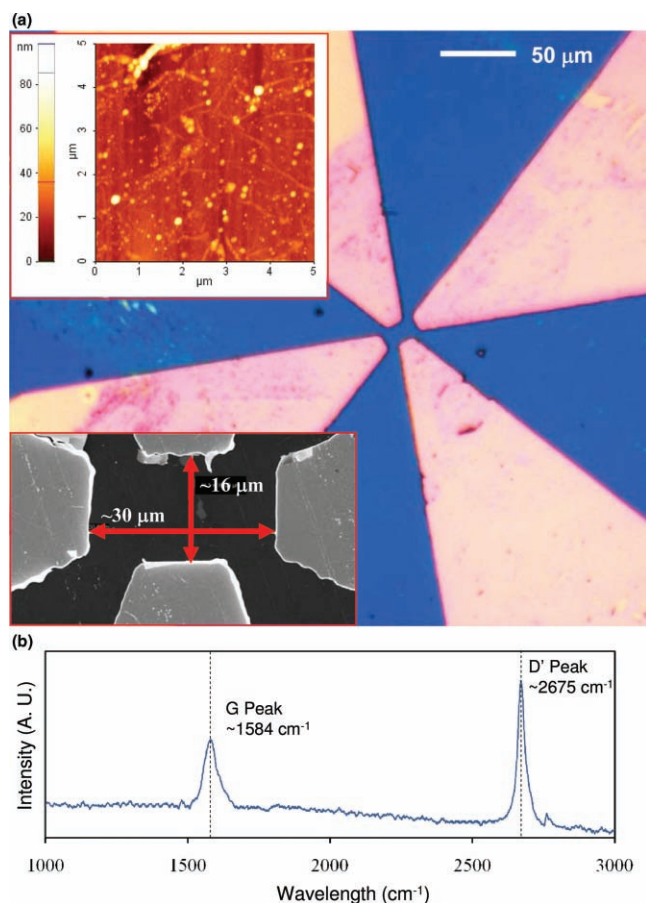 (a)
nm
80
60
40
20
0
5
4
3
2
1
0
µm
0 1 2 3 4 5
µm
50 µm
~16 µm
~30 µm
(b)
Intensity (A. U.)
G Peak
~1584 cm-1
D' Peak
~2675 cm-1
1000 1500 2000 2500 3000
Wavelength (cm-1)